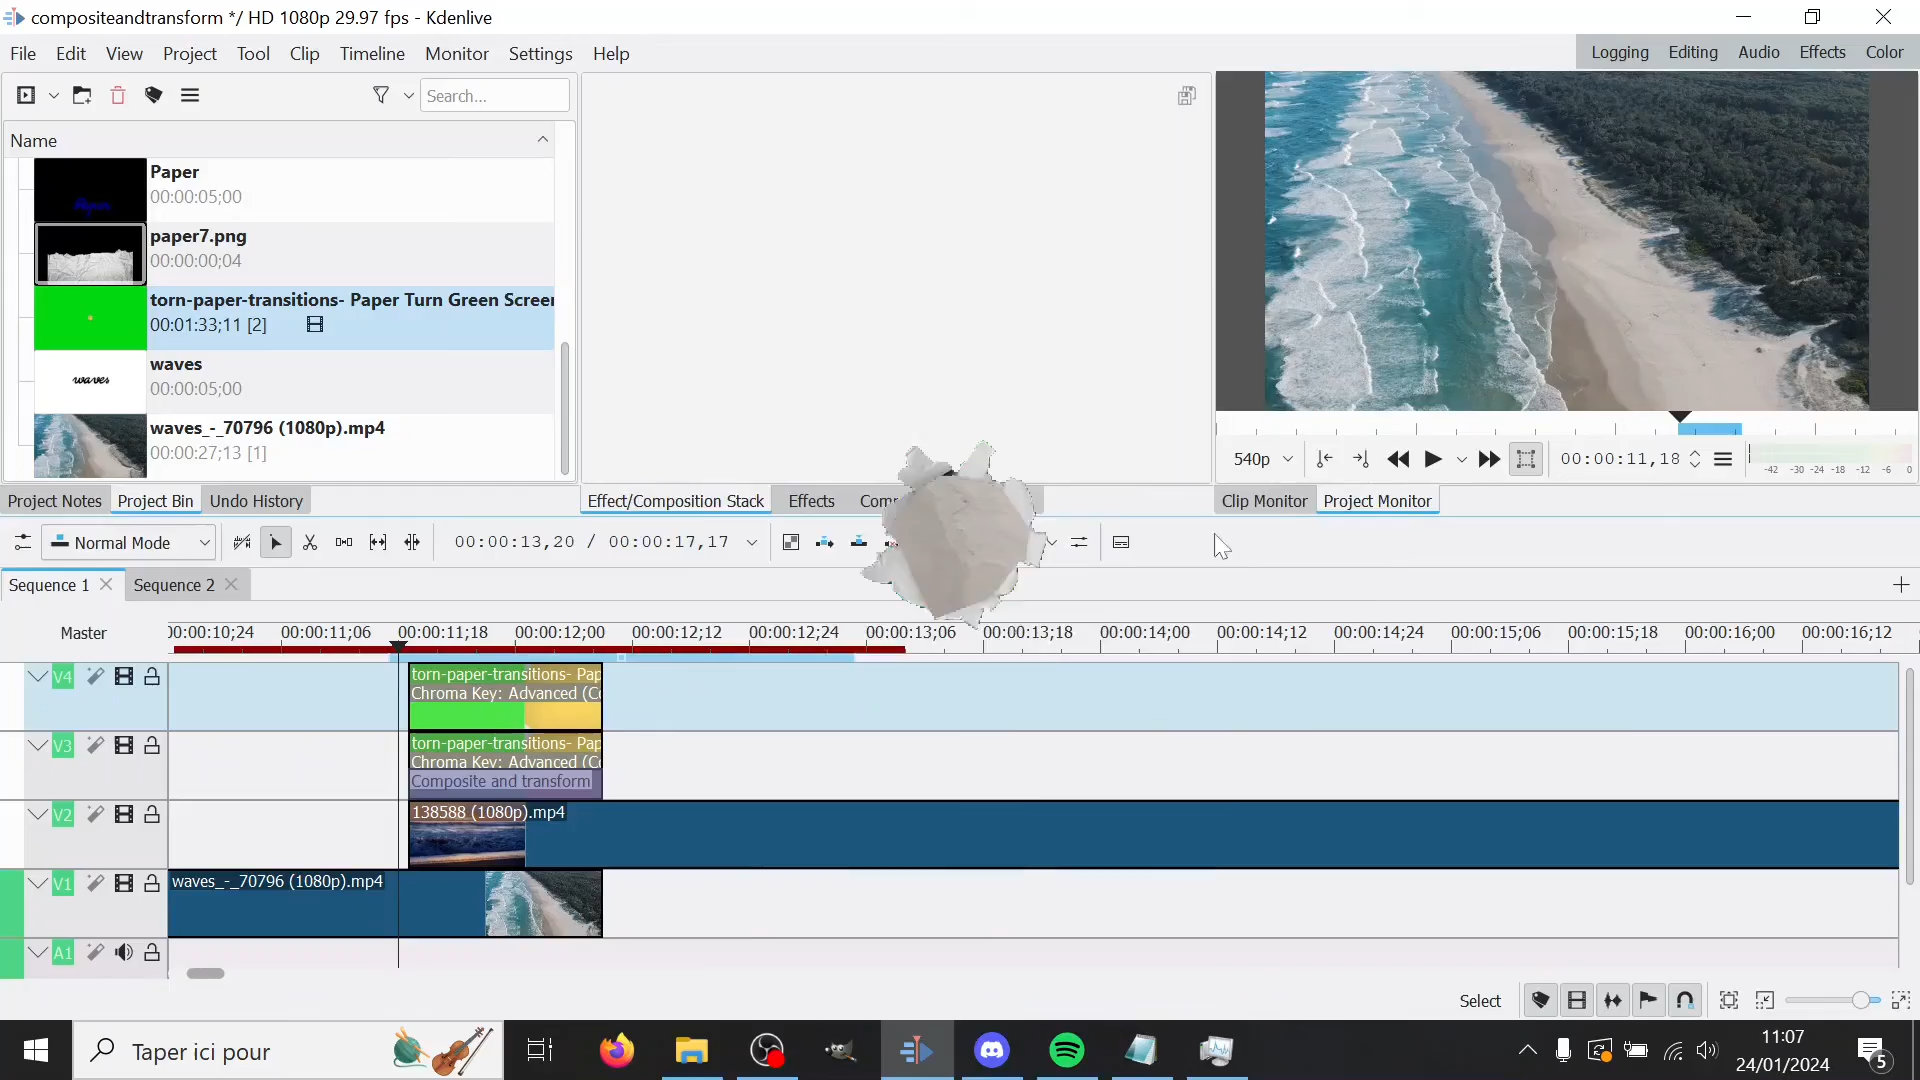 compositeandtransform */ HD 1080p 29.97 fps - Kdenlive
File Edit View Project Tool Clip Timeline Monitor Settings Help
Logging Editing Audio Effects Color
Search...
Name
Paper
00:00:05;00
paper7.png
00:00:00;04
torn-paper-transitions- Paper Turn Green Screen
00:01:33;11 [2]
waves
00:00:05;00
waves
waves_-_70796 (1080p).mp4
00:00:27;13 [1]
540p
00:00:11,18
-42 -30 -24 -18 -12 -6 0
Project Notes Project Bin Undo History
Effect/Composition Stack Effects
Clip Monitor Project Monitor
Normal Mode
00:00:13,20 / 00:00:17,17
Sequence 1 Sequence 2
Master
00:00:10;24 00:00:11;06 00:00:11;18 00:00:12;00 00:00:12;12 00:00:12;24 00:00:13;06 00:00:13;18 00:00:14;00 00:00:14;12 00:00:14;24 00:00:15;06 00:00:15;18 00:00:16;00 00:00:16;12
V4
torn-paper-transitions- Pap
Chroma Key: Advanced (Co
V3
torn-paper-transitions- Pap
Chroma Key: Advanced (Co
Composite and transform
V2
138588 (1080p).mp4
V1
waves_-_70796 (1080p).mp4
A1
Select
Taper ici pour
11:07
24/01/2024
5